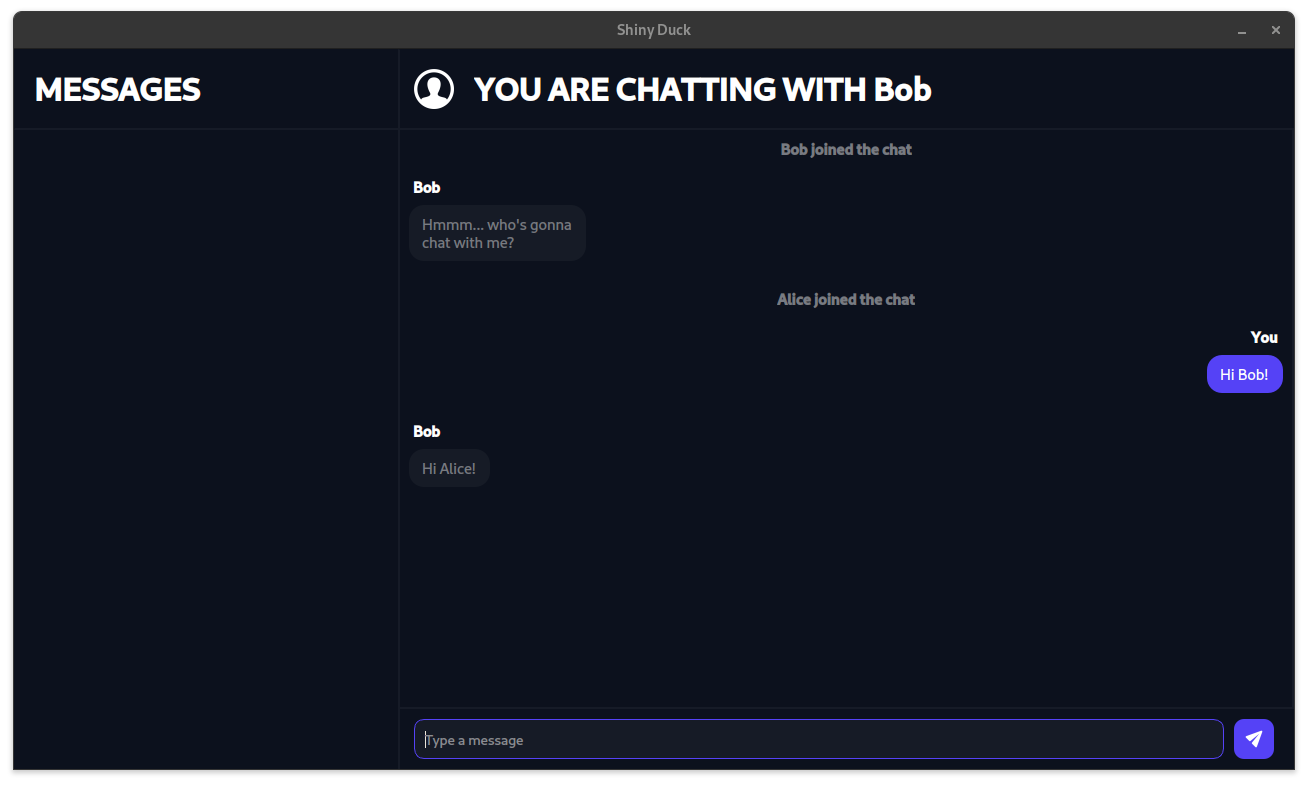 Shiny Duck
MESSAGES
YOU ARE CHATTING WITH Bob
Bob joined the chat
Bob
Hmmm... who's gonna
chat with me?
Alice joined the chat
You
Hi Bob!
Bob
Hi Alice!
Type a message